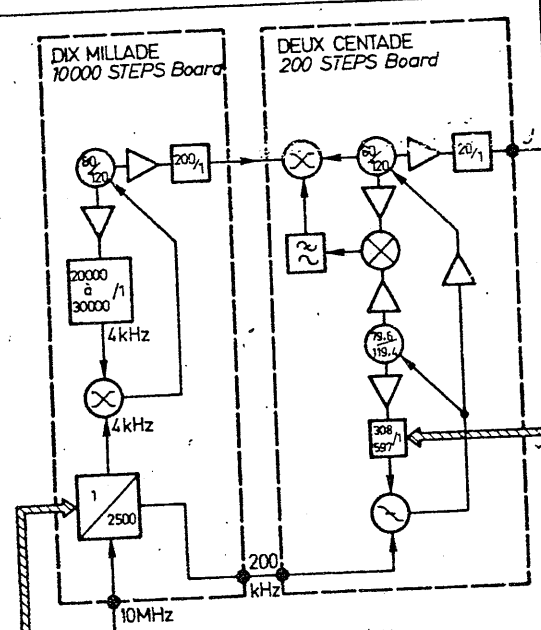 DIX MILLADE
10000 STEPS Board
DEUX CENTADE
200 STEPS Board
80/120
200/1
60/120
20/1
20000
à
30000
/1
4kHz
4kHz
79.6
119.4
308
597
/1
1/2500
200
kHz
10MHz